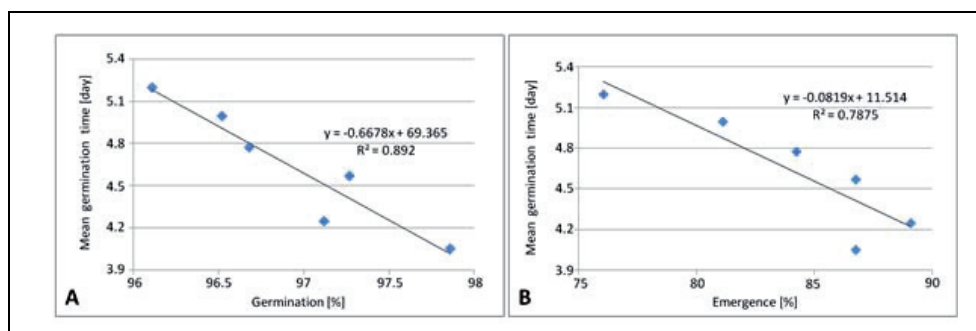 5.4
5.1
4.8
4.5
4.2
3.9
Mean germination time [day]
y = -0.6678x + 69.365
R² = 0.892
96
96.5
97
97.5
98
Germination [%]
A
5.4
5.1
4.8
4.5
4.2
3.9
Mean germination time [day]
y = -0.0819x + 11.514
R² = 0.7875
75
80
85
90
Emergence [%]
B